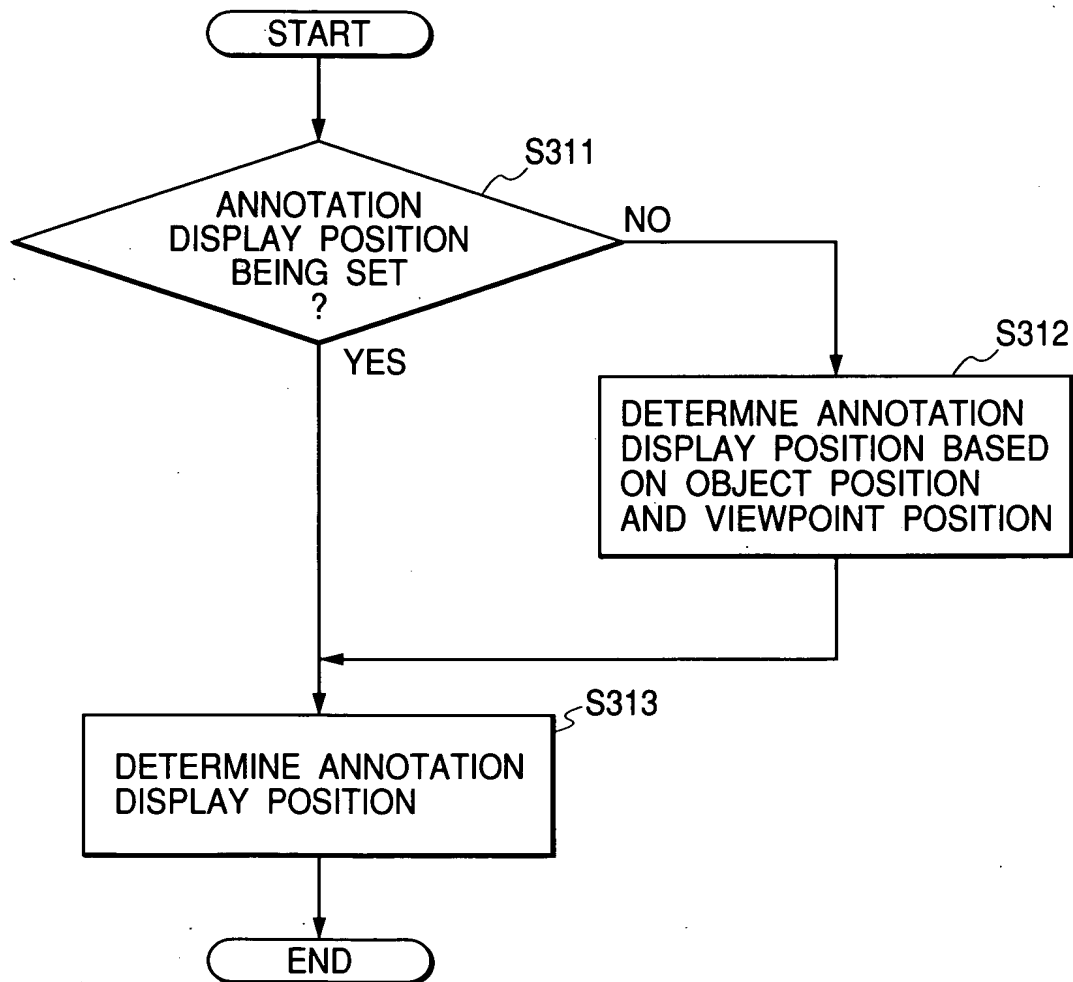 START
S311
ANNOTATION
DISPLAY POSITION
BEING SET
?
NO
YES
S312
DETERMNE ANNOTATION
DISPLAY POSITION BASED
ON OBJECT POSITION
AND VIEWPOINT POSITION
S313
DETERMINE ANNOTATION
DISPLAY POSITION
END